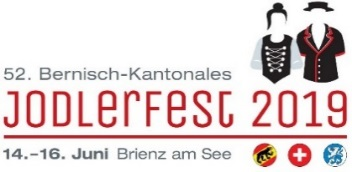 52. Bernisch-Kantonales
JODLERFEST 2019
14.–16. Juni Brienz am See